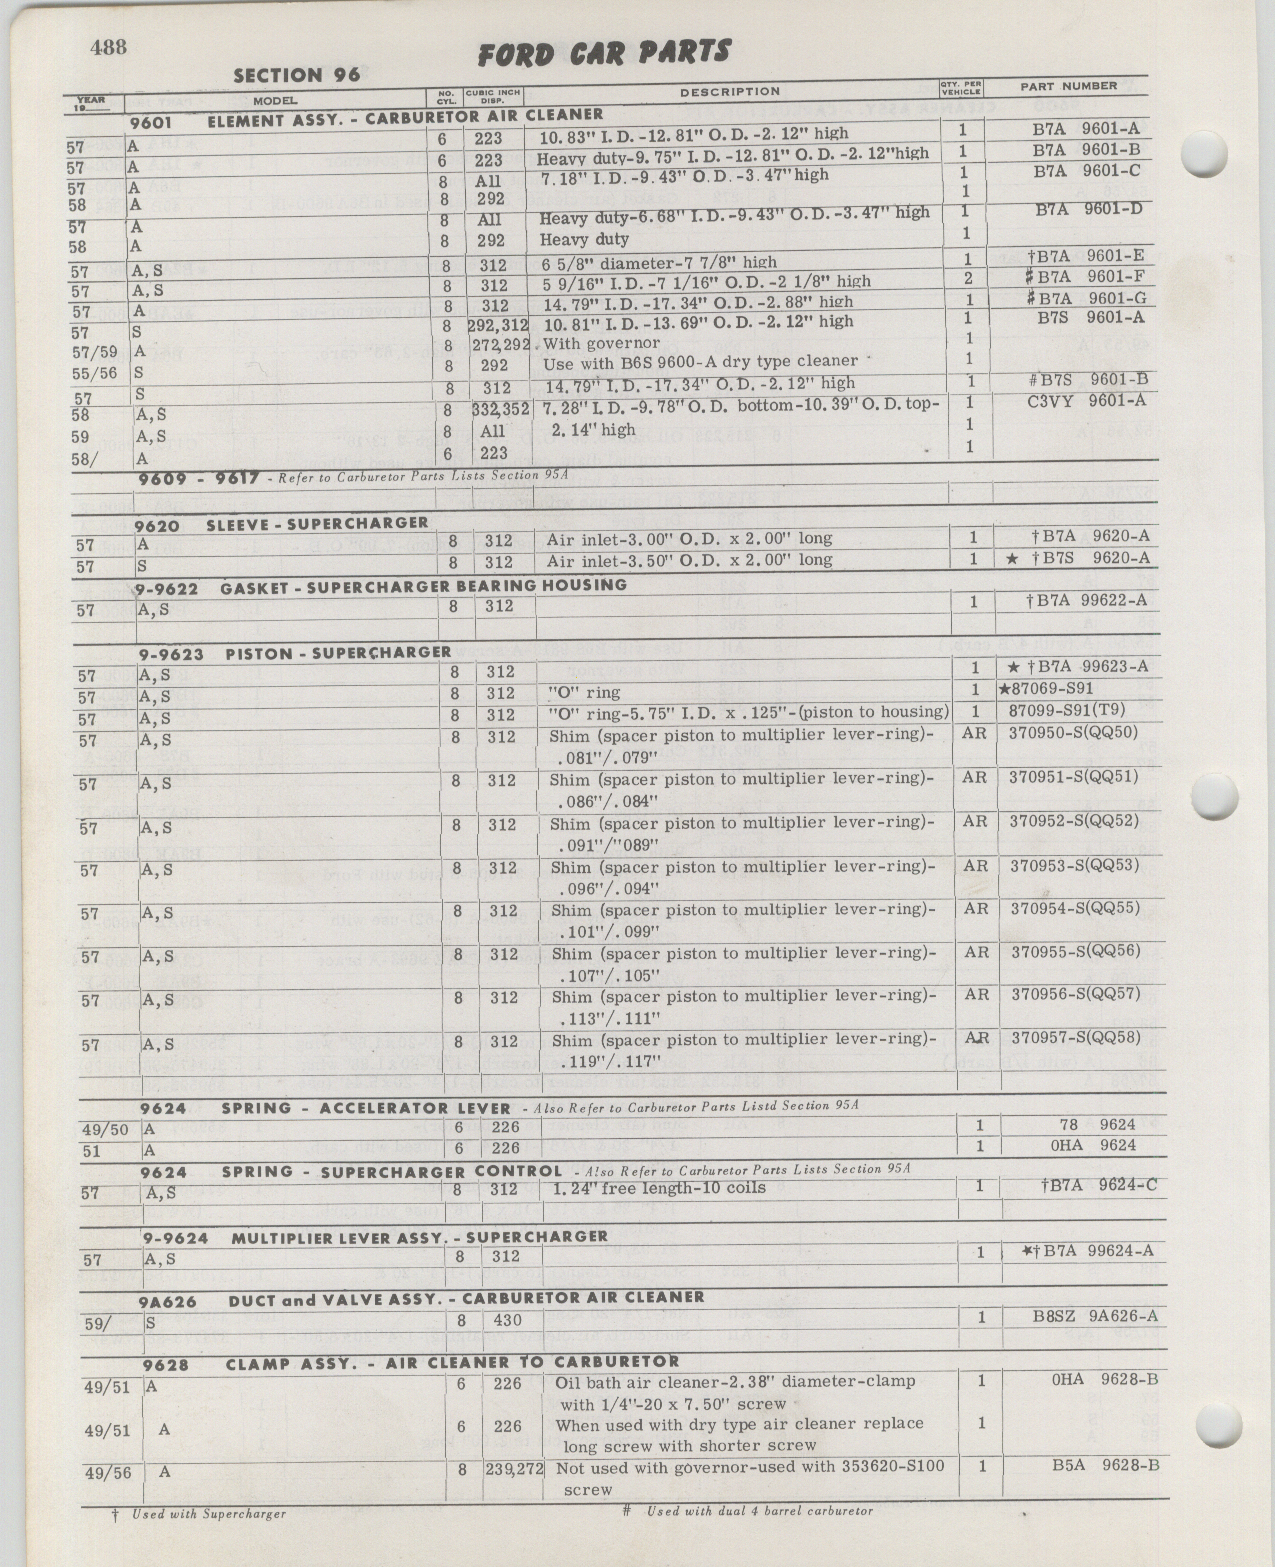 488
FORD CAR PARTS
SECTION 96
YEAR 19__ MODEL NO. CYL. CUBIC INCH DISP. DESCRIPTION QTY. PER VEHICLE PART NUMBER
9601 ELEMENT ASSY. - CARBURETOR AIR CLEANER
57 A 6 223 10.83" I.D.-12.81" O.D.-2.12" high 1 B7A 9601-A
57 A 6 223 Heavy duty-9.75" I.D.-12.81" O.D.-2.12"high 1 B7A 9601-B
57 A 8 All 7.18" I.D.-9.43" O.D.-3.47"high 1 B7A 9601-C
58 A 8 292 1
57 A 8 All Heavy duty-6.68" I.D.-9.43" O.D.-3.47" high 1 B7A 9601-D
58 A 8 292 Heavy duty 1
57 A,S 8 312 6 5/8" diameter-7 7/8" high 1 †B7A 9601-E
57 A,S 8 312 5 9/16" I.D.-7 1/16" O.D.-2 1/8" high 2 #B7A 9601-F
57 A 8 312 14.79" I.D.-17.34" O.D.-2.88" high 1 #B7A 9601-G
57 S 8 292,312 10.81" I.D.-13.69" O.D.-2.12" high 1 B7S 9601-A
57/59 A 8 272,292 With governor 1
55/56 S 8 292 Use with B6S 9600-A dry type cleaner 1
57 S 8 312 14.79" I.D.-17.34" O.D.-2.12" high 1 #B7S 9601-B
58 A,S 8 332,352 7.28" I.D.-9.78" O.D. bottom-10.39" O.D. top- 1 C3VY 9601-A
59 A,S 8 All 2.14" high 1
58/ A 6 223 1
9609 - 9617 - Refer to Carburetor Parts Lists Section 95A
9620 SLEEVE - SUPERCHARGER
57 A 8 312 Air inlet-3.00" O.D. x 2.00" long 1 †B7A 9620-A
57 S 8 312 Air inlet-3.50" O.D. x 2.00" long 1 ★ †B7S 9620-A
9-9622 GASKET - SUPERCHARGER BEARING HOUSING
57 A,S 8 312 1 †B7A 99622-A
9-9623 PISTON - SUPERCHARGER
57 A,S 8 312 1 ★ †B7A 99623-A
57 A,S 8 312 "O" ring 1 ★87069-S91
57 A,S 8 312 "O" ring-5.75" I.D. x .125"-(piston to housing) 1 87099-S91(T9)
57 A,S 8 312 Shim (spacer piston to multiplier lever-ring)- AR 370950-S(QQ50)
.081"/.079"
57 A,S 8 312 Shim (spacer piston to multiplier lever-ring)- AR 370951-S(QQ51)
.086"/.084"
57 A,S 8 312 Shim (spacer piston to multiplier lever-ring)- AR 370952-S(QQ52)
.091"/"089"
57 A,S 8 312 Shim (spacer piston to multiplier lever-ring)- AR 370953-S(QQ53)
.096"/.094"
57 A,S 8 312 Shim (spacer piston to multiplier lever-ring)- AR 370954-S(QQ55)
.101"/.099"
57 A,S 8 312 Shim (spacer piston to multiplier lever-ring)- AR 370955-S(QQ56)
.107"/.105"
57 A,S 8 312 Shim (spacer piston to multiplier lever-ring)- AR 370956-S(QQ57)
.113"/.111"
57 A,S 8 312 Shim (spacer piston to multiplier lever-ring)- AR 370957-S(QQ58)
.119"/.117"
9624 SPRING - ACCELERATOR LEVER - Also Refer to Carburetor Parts Listd Section 95A
49/50 A 6 226 1 78 9624
51 A 6 226 1 0HA 9624
9624 SPRING - SUPERCHARGER CONTROL - Also Refer to Carburetor Parts Lists Section 95A
57 A,S 8 312 1.24" free length-10 coils 1 †B7A 9624-C
9-9624 MULTIPLIER LEVER ASSY. - SUPERCHARGER
57 A,S 8 312 1 ★†B7A 99624-A
9A626 DUCT and VALVE ASSY. - CARBURETOR AIR CLEANER
59/ S 8 430 1 B8SZ 9A626-A
9628 CLAMP ASSY. - AIR CLEANER TO CARBURETOR
49/51 A 6 226 Oil bath air cleaner-2.38" diameter-clamp 1 0HA 9628-B
with 1/4"-20 x 7.50" screw
49/51 A 6 226 When used with dry type air cleaner replace 1
long screw with shorter screw
49/56 A 8 239,272 Not used with governor-used with 353620-S100 1 B5A 9628-B
screw
† Used with Supercharger # Used with dual 4 barrel carburetor